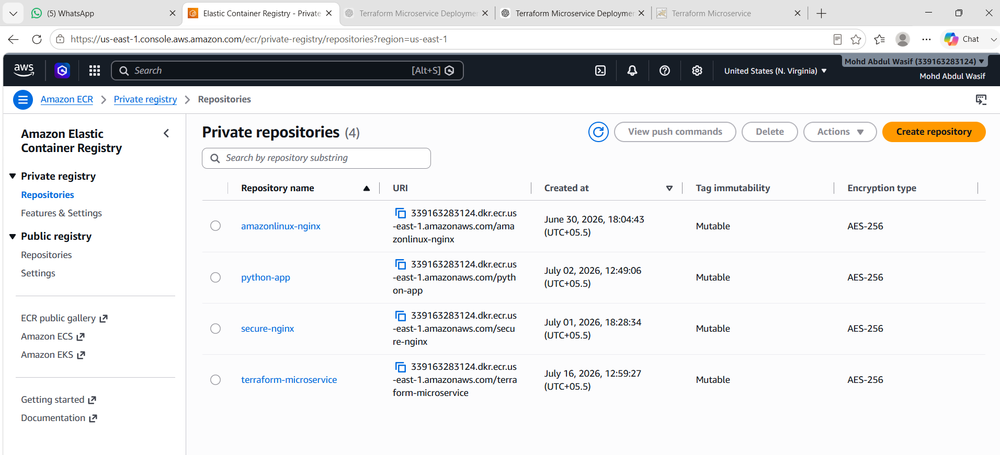 (5) WhatsApp
Elastic Container Registry - Private
Terraform Microservice Deployme
Terraform Microservice Deployme
Terraform Microservice
https://us-east-1.console.aws.amazon.com/ecr/private-registry/repositories?region=us-east-1
Chat
aws
Search
[Alt+S]
United States (N. Virginia)
Mohd Abdul Wasif (339163283124)
Mohd Abdul Wasif
Amazon ECR
Private registry
Repositories
Amazon Elastic
Container Registry
Private registry
Repositories
Features & Settings
Public registry
Repositories
Settings
ECR public gallery
Amazon ECS
Amazon EKS
Getting started
Documentation
Private repositories (4)
View push commands
Delete
Actions
Create repository
Search by repository substring
Repository name
URI
Created at
Tag immutability
Encryption type
amazonlinux-nginx
339163283124.dkr.ecr.us
-east-1.amazonaws.com/ama
zonlinux-nginx
June 30, 2026, 18:04:43
(UTC+05.5)
Mutable
AES-256
python-app
339163283124.dkr.ecr.us
-east-1.amazonaws.com/pyth
on-app
July 02, 2026, 12:49:06
(UTC+05.5)
Mutable
AES-256
secure-nginx
339163283124.dkr.ecr.us
-east-1.amazonaws.com/secu
re-nginx
July 01, 2026, 18:28:34
(UTC+05.5)
Mutable
AES-256
terraform-microservice
339163283124.dkr.ecr.us
-east-1.amazonaws.com/terra
form-microservice
July 16, 2026, 12:59:27
(UTC+05.5)
Mutable
AES-256